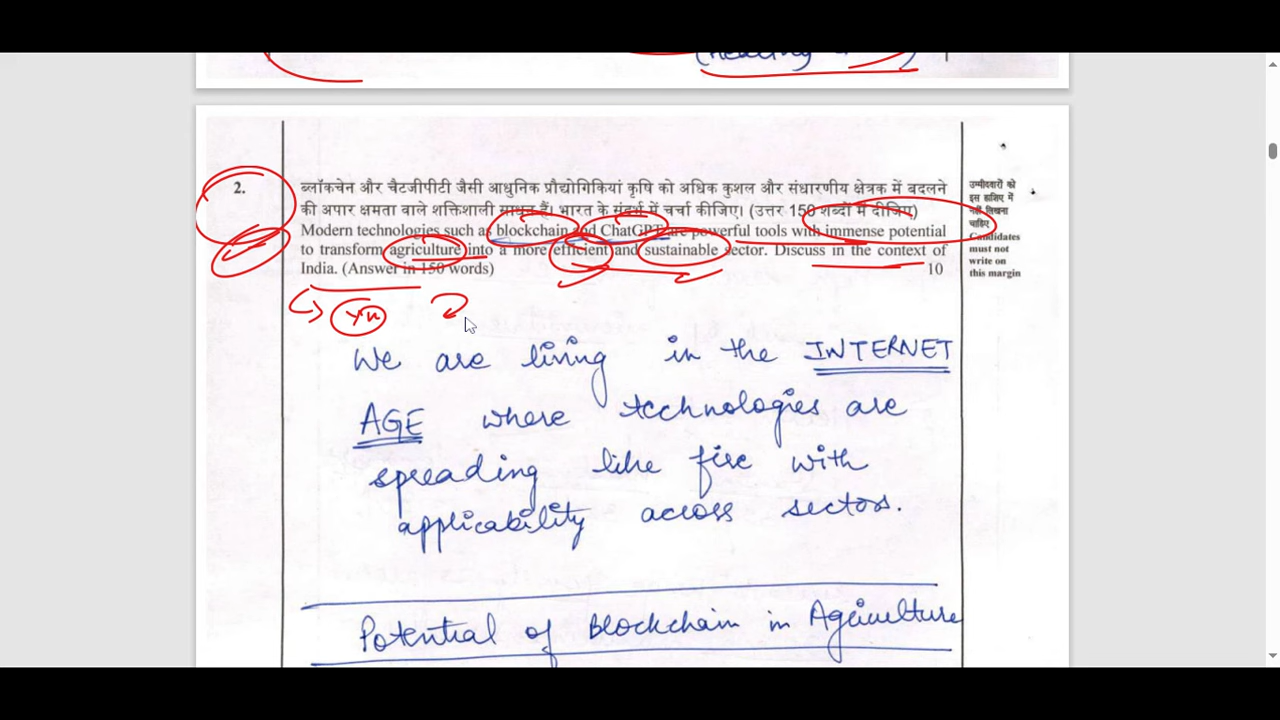 (Healing
2.
ब्लॉकचेन और चैटजीपीटी जैसी आधुनिक प्रौद्योगिकियां कृषि को अधिक कुशल और संधारणीय क्षेत्रक में बदलने
की अपार क्षमता वाले शक्तिशाली साधन हैं। भारत के संदर्भ में चर्चा कीजिए। (उत्तर 150 शब्दों में दीजिए)
Modern technologies such as blockchain and ChatGPT are powerful tools with immense potential
to transform agriculture into a more efficient and sustainable sector. Discuss in the context of
India. (Answer in 150 words) 10
उम्मीदवारों को
इस हाशिए में
नहीं लिखना
चाहिए
Candidates
must not
write on
this margin
We are living in the INTERNET
AGE where technologies are
spreading like fire with
applicability across sectors.
Potential of Blockchain in Agriculture